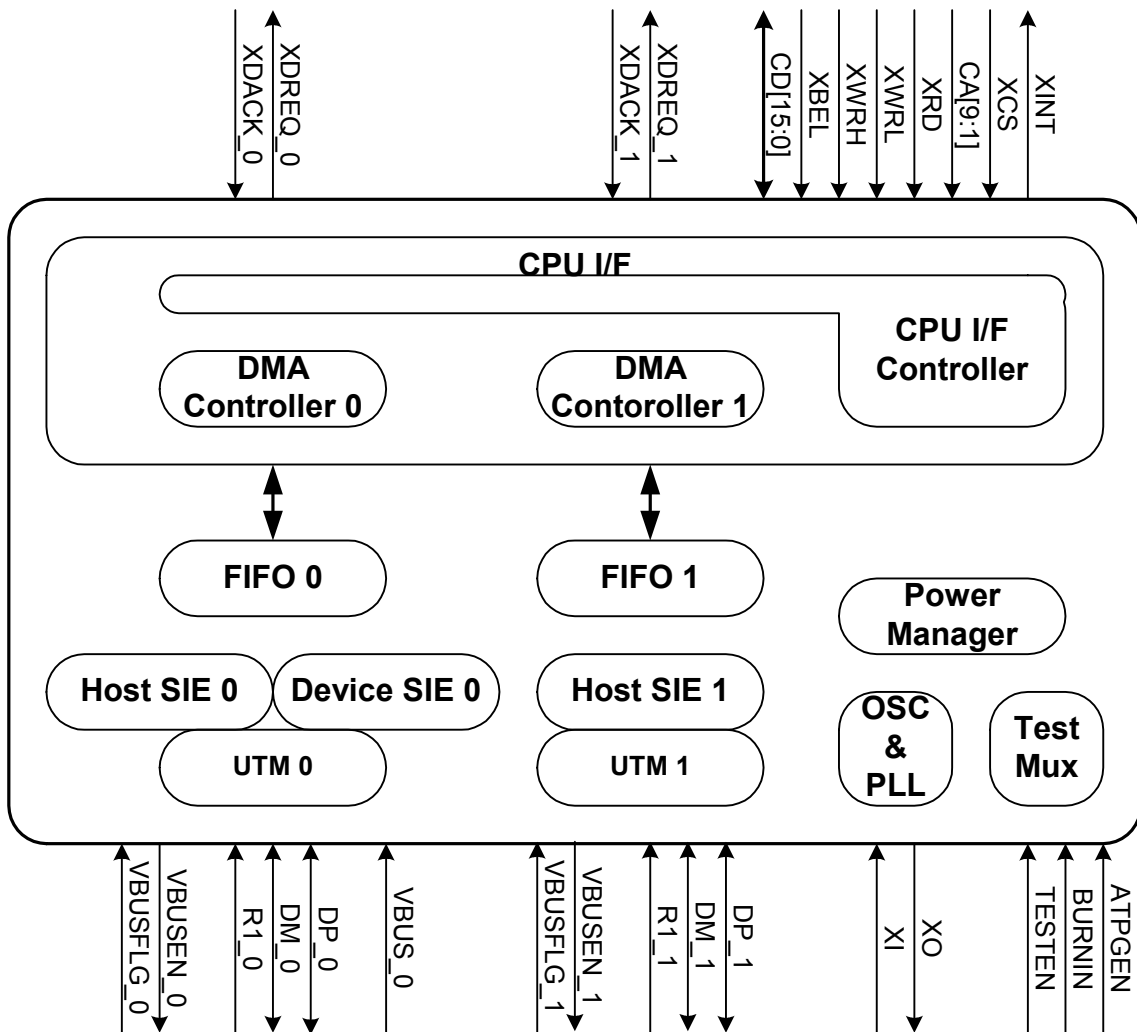 XDACK_0
XDREQ_0
XDACK_1
XDREQ_1
CD[15:0]
XBEL
XWRH
XWRL
XRD
CA[9:1]
XCS
XINT
CPU I/F
CPU I/F
Controller
DMA
Controller 0
DMA
Contoroller 1
FIFO 0
FIFO 1
Power
Manager
Host SIE 0
Device SIE 0
Host SIE 1
UTM 0
UTM 1
OSC
&
PLL
Test
Mux
VBUSFLG_0
VBUSEN_0
R1_0
DM_0
DP_0
VBUS_0
VBUSFLG_1
VBUSEN_1
R1_1
DM_1
DP_1
XI
XO
TESTEN
BURNIN
ATPGEN